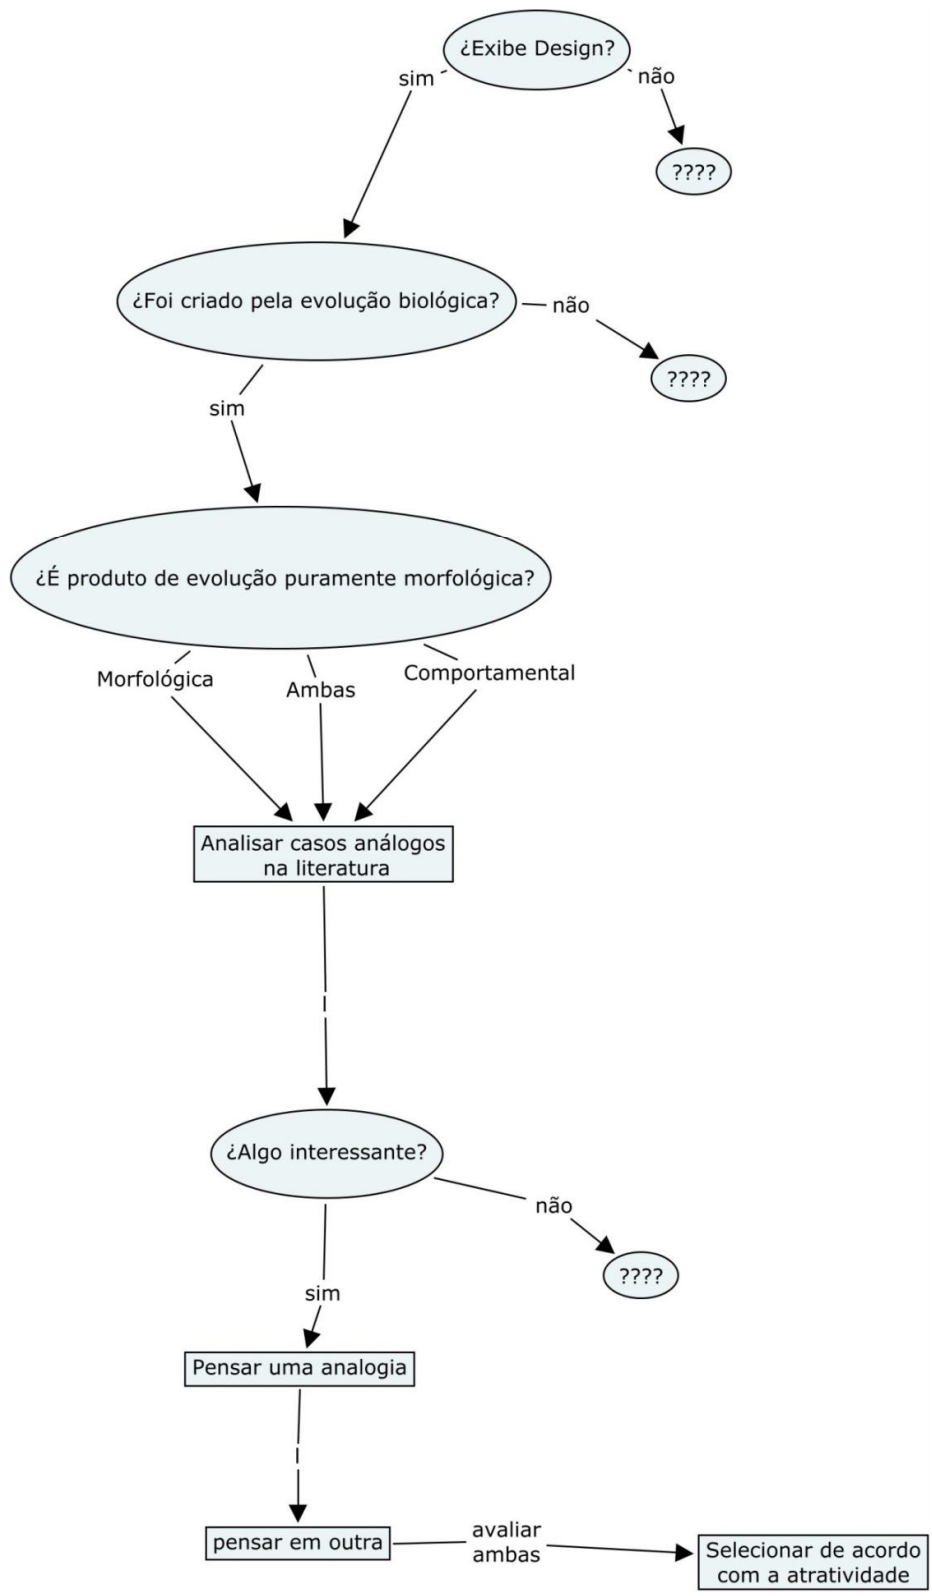 ¿Exibe Design?
sim
não
????
¿Foi criado pela evolução biológica?
não
????
sim
¿É produto de evolução puramente morfológica?
Morfológica
Ambas
Comportamental
Analisar casos análogos
na literatura
¿Algo interessante?
não
????
sim
Pensar uma analogia
pensar em outra
avaliar
ambas
Selecionar de acordo
com a atratividade